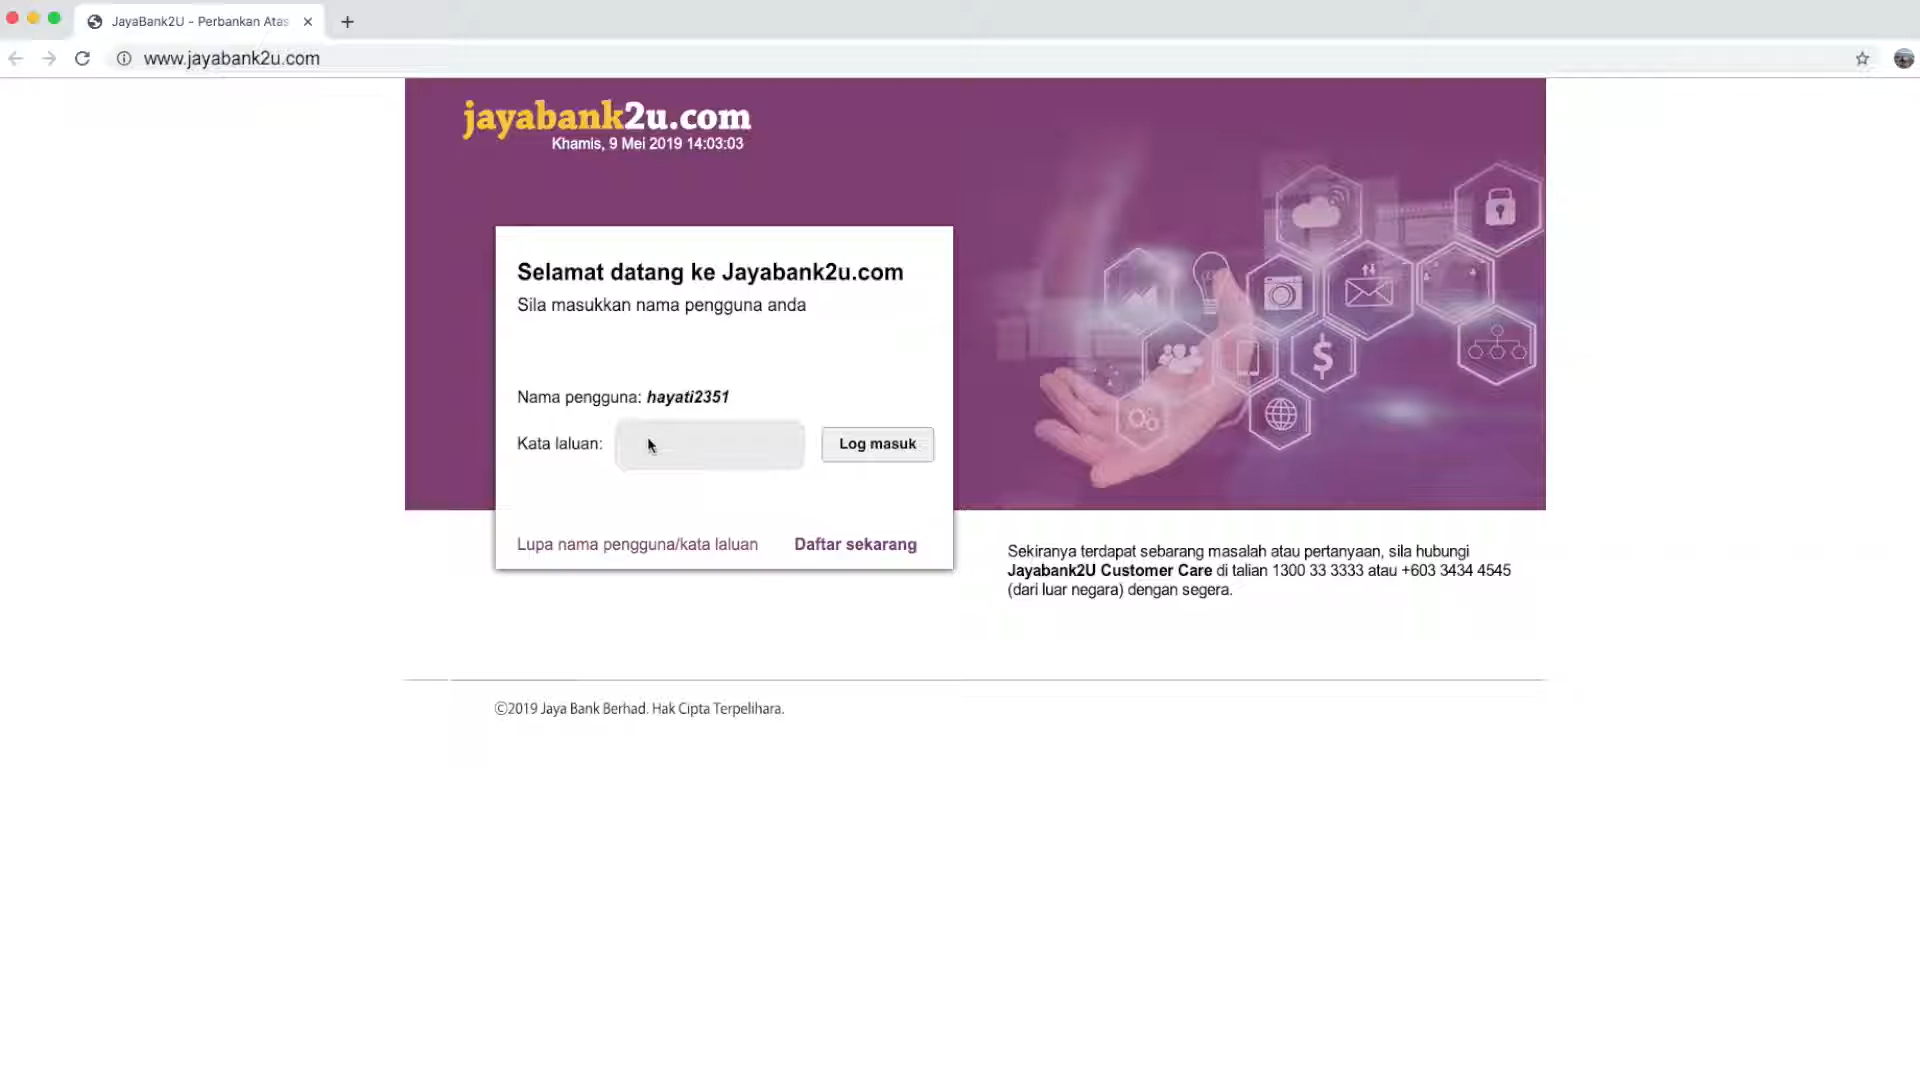 JayaBank2U - Perbankan Atas
www.jayabank2u.com
jayabank2u.com
Khamis, 9 Mei 2019 14:03:03
Selamat datang ke Jayabank2u.com
Sila masukkan nama pengguna anda
Nama pengguna: hayati2351
Kata laluan:
Log masuk
Lupa nama pengguna/kata laluan
Daftar sekarang
Sekiranya terdapat sebarang masalah atau pertanyaan, sila hubungi
Jayabank2U Customer Care di talian 1300 33 3333 atau +603 3434 4545
(dari luar negara) dengan segera.
©2019 Jaya Bank Berhad. Hak Cipta Terpelihara.